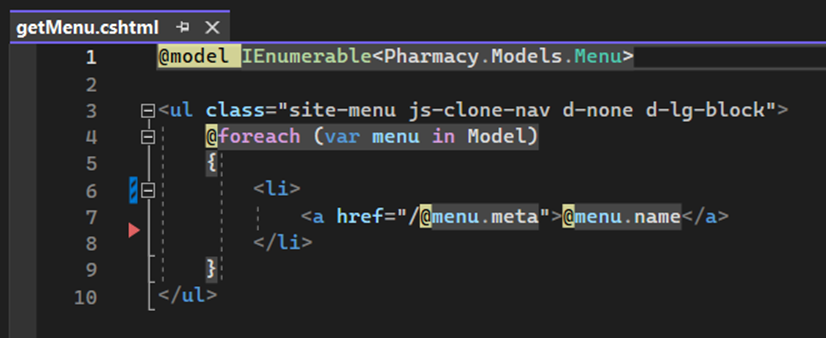 getMenu.cshtml
1 @model IEnumerable<Pharmacy.Models.Menu>
2
3 <ul class="site-menu js-clone-nav d-none d-lg-block">
4 @foreach (var menu in Model)
5 {
6 <li>
7 <a href="/@menu.meta">@menu.name</a>
8 </li>
9 }
10 </ul>